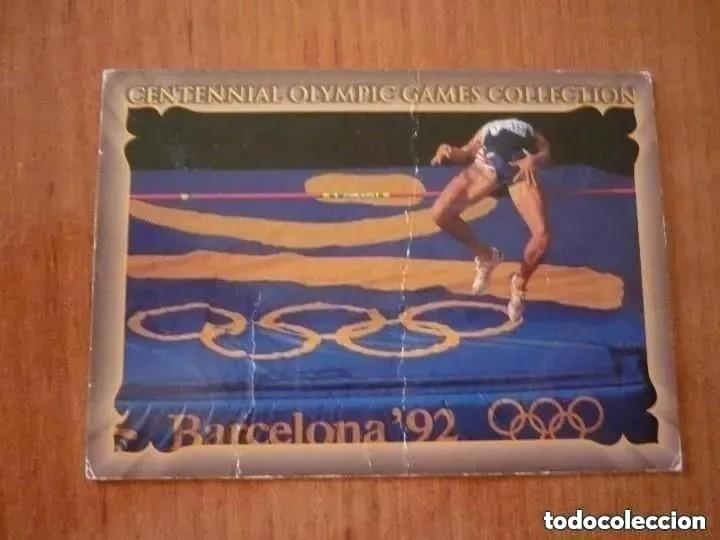 CENTENNIAL OLYMPIC GAMES COLLECTION
Barcelona '92
todocoleccion